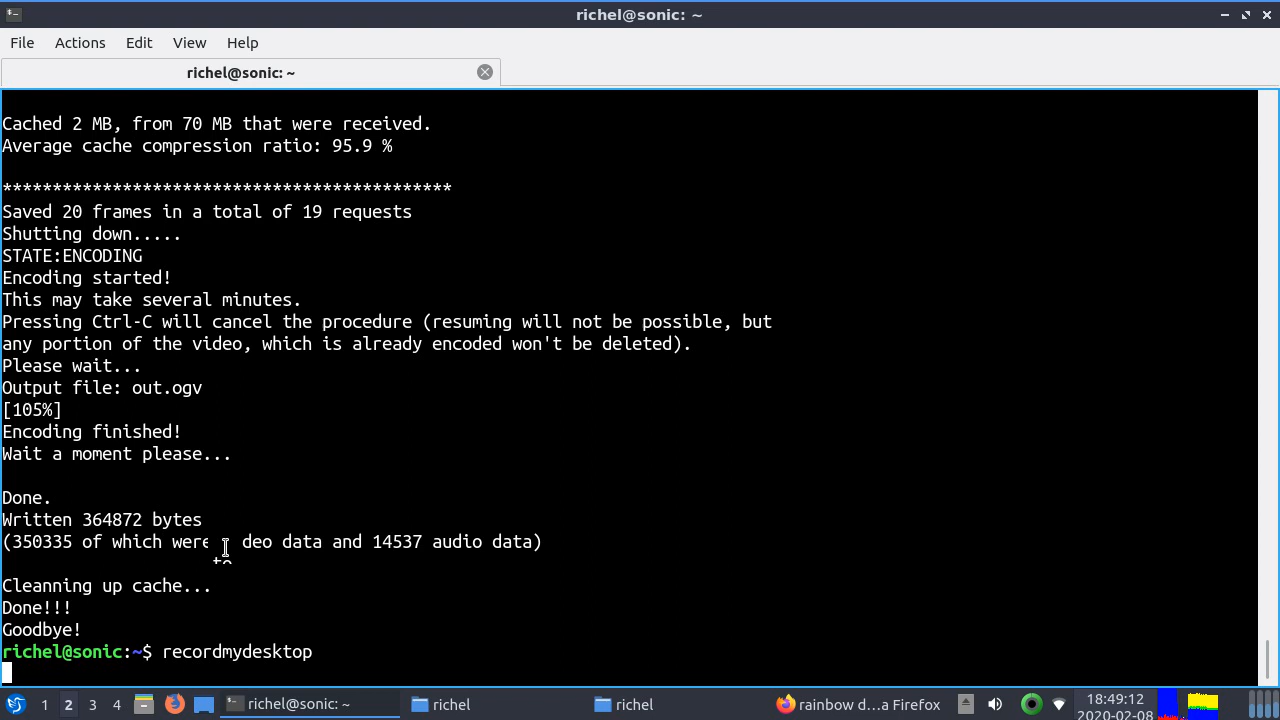 richel@sonic: ~
File Actions Edit View Help
richel@sonic: ~
Cached 2 MB, from 70 MB that were received.
Average cache compression ratio: 95.9 %
*********************************************
Saved 20 frames in a total of 19 requests
Shutting down.....
STATE:ENCODING
Encoding started!
This may take several minutes.
Pressing Ctrl-C will cancel the procedure (resuming will not be possible, but
any portion of the video, which is already encoded won't be deleted).
Please wait...
Output file: out.ogv
[105%]
Encoding finished!
Wait a moment please...
Done.
Written 364872 bytes
(350335 of which were deo data and 14537 audio data)
Cleanning up cache...
Done!!!
Goodbye!
richel@sonic:~$ recordmydesktop
1 2 3 4 richel@sonic: ~ richel richel rainbow d...a Firefox 18:49:12
2020-02-08